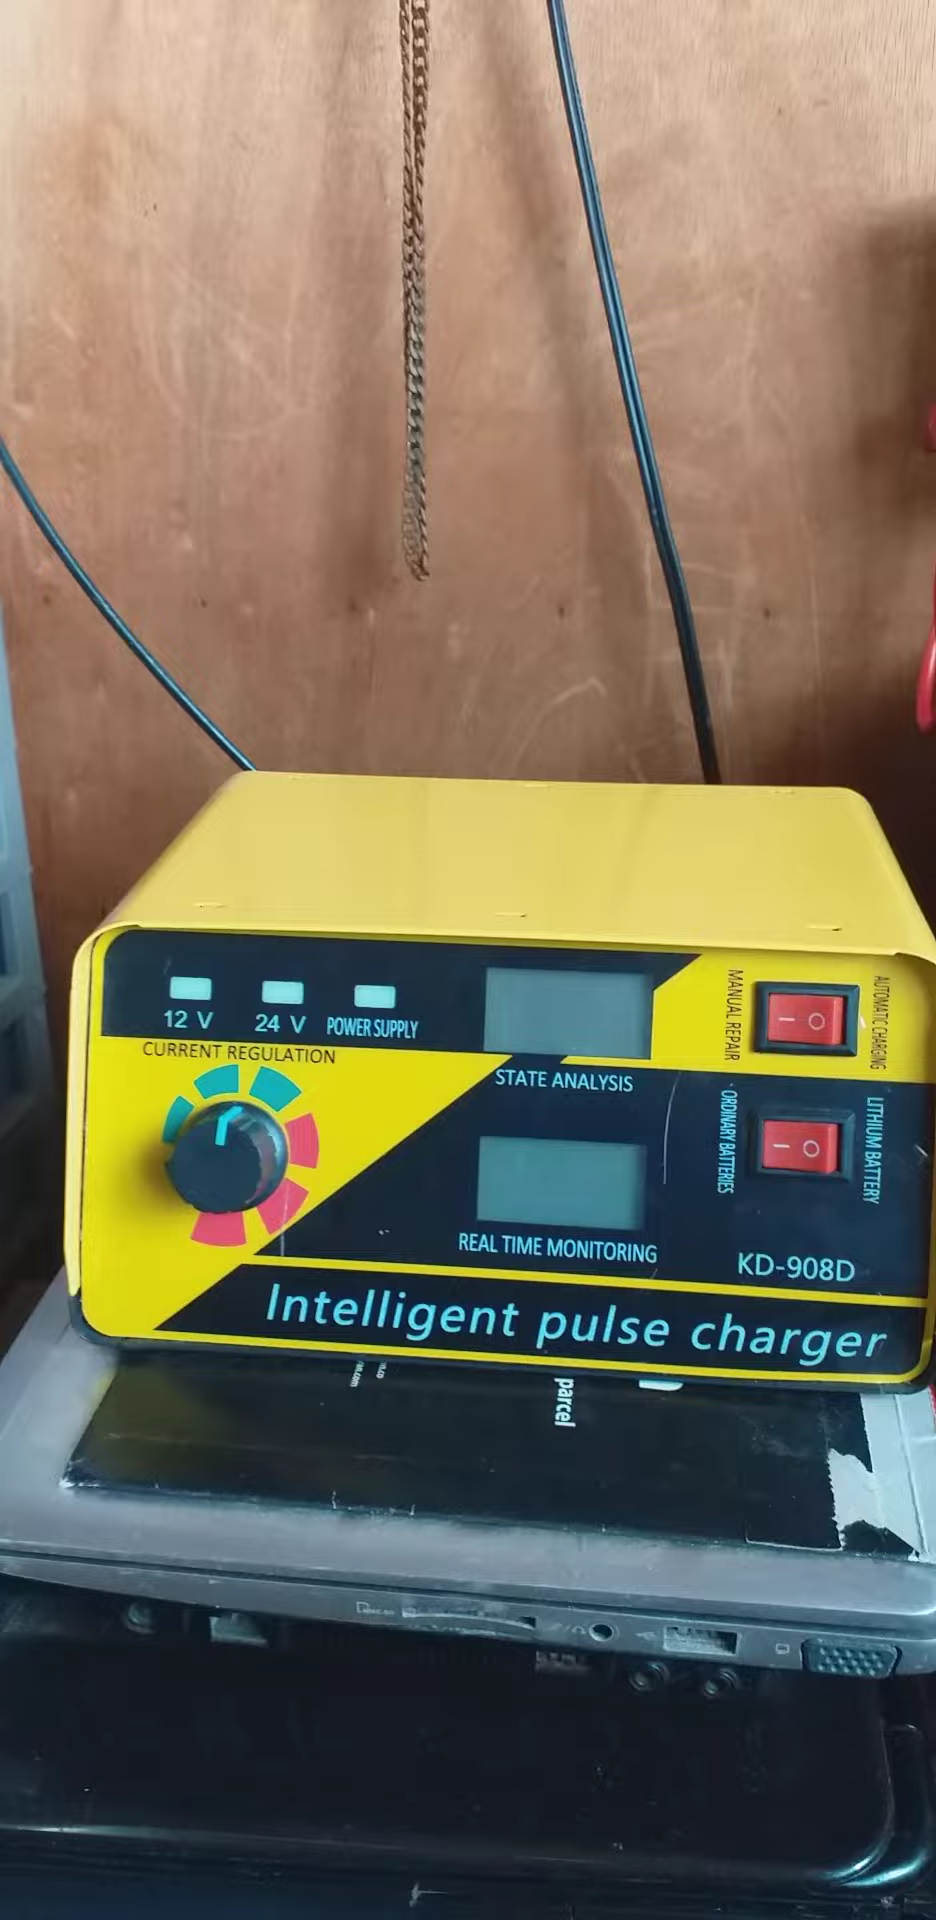 12 V
24 V
POWER SUPPLY
CURRENT REGULATION
STATE ANALYSIS
MANUAL REPAIR
AUTOMATIC CHARGING
ORDINARY BATTERIES
LITHIUM BATTERY
REAL TIME MONITORING
KD-908D
Intelligent pulse charger
parcel